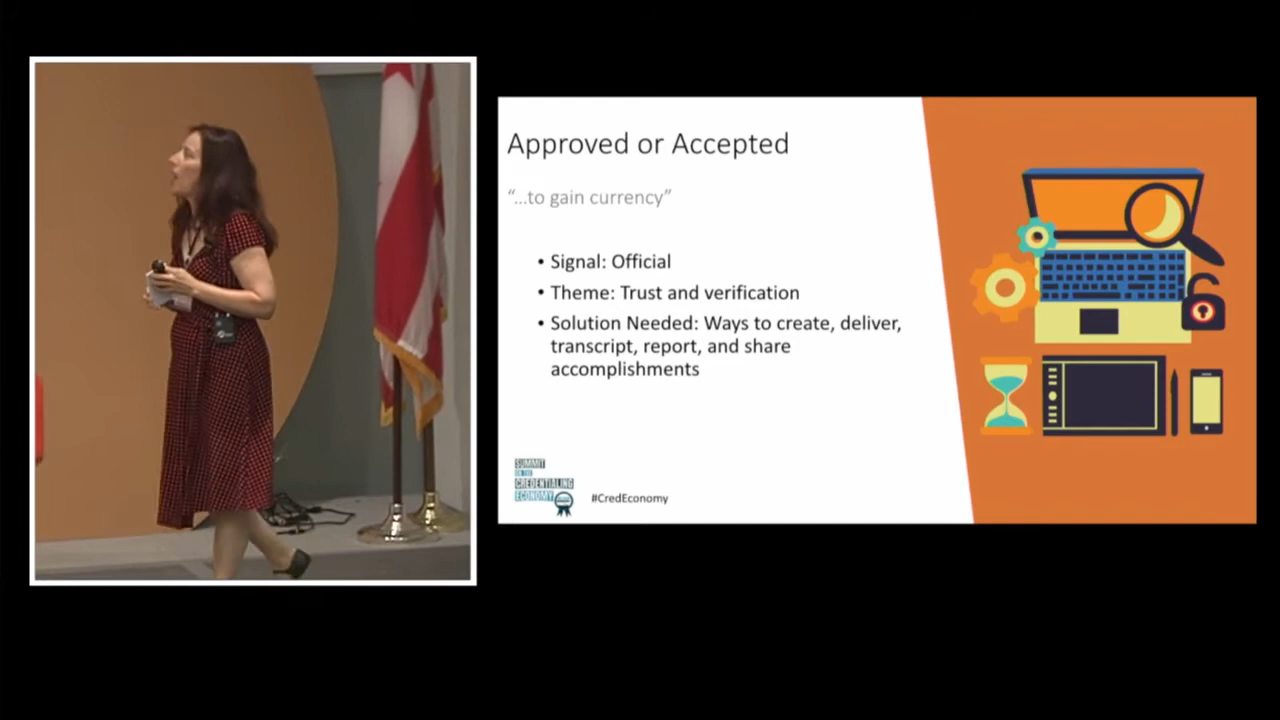 Approved or Accepted
“...to gain currency”
• Signal: Official
• Theme: Trust and verification
• Solution Needed: Ways to create, deliver,
transcript, report, and share
accomplishments
SUMMIT
ON THE
CREDENTIALING
ECONOMY
#CredEconomy